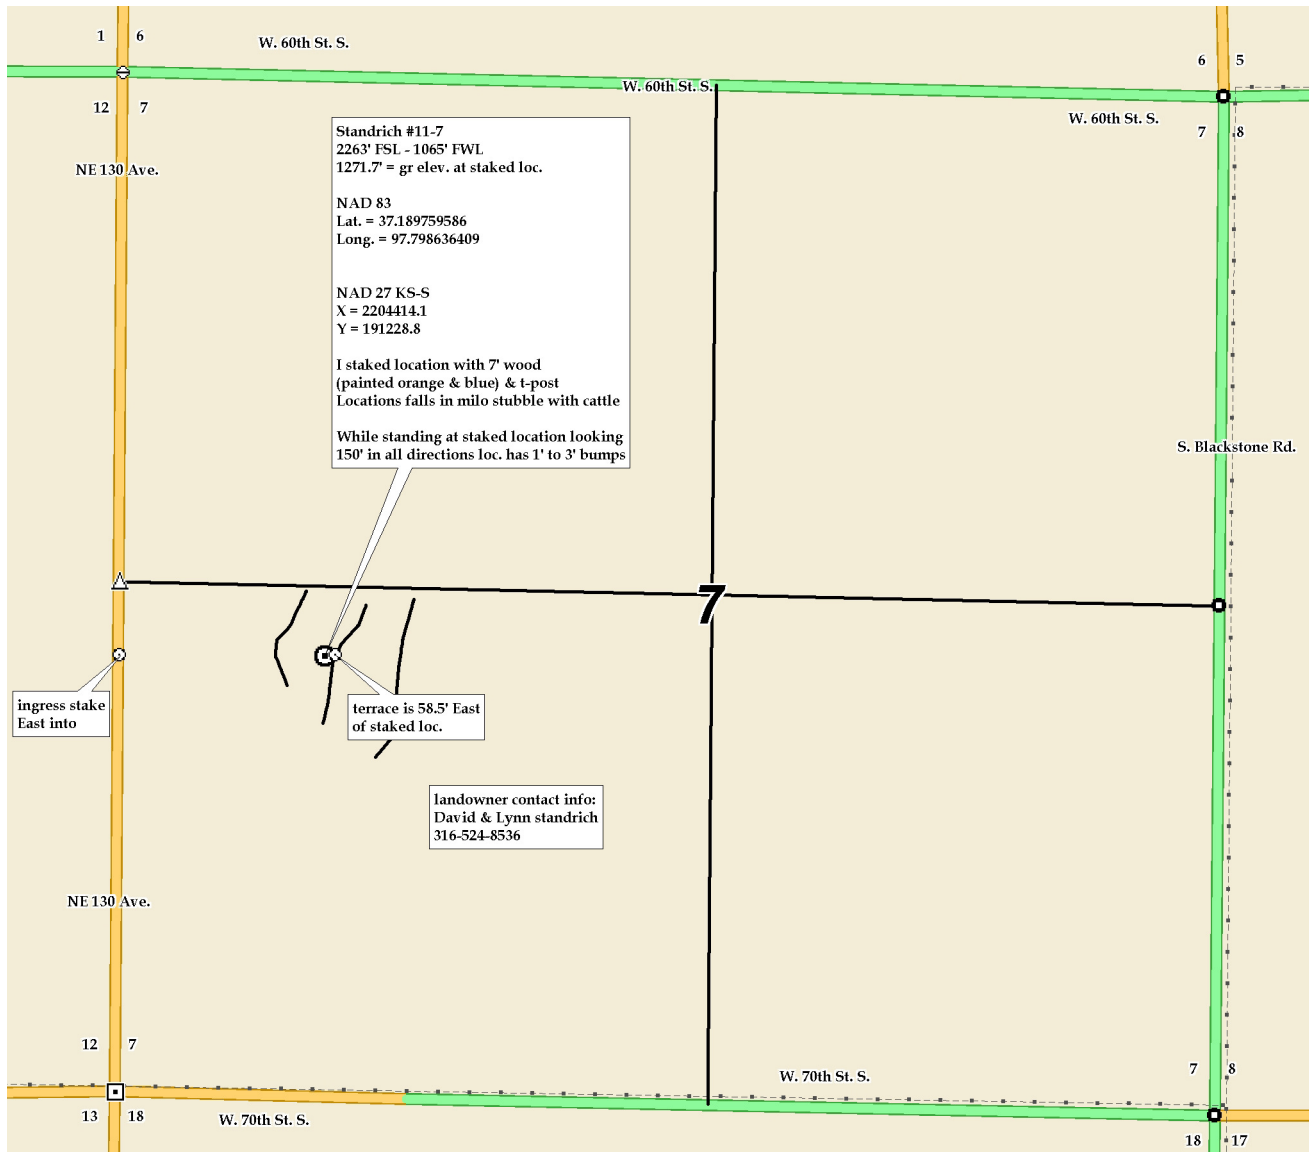 1 6
W. 60th St. S.
6 5
W. 60th St. S.
12 7
W. 60th St. S.
7 8
Standrich #11-7
2263' FSL - 1065' FWL
1271.7' = gr elev. at staked loc.
NE 130 Ave.
NAD 83
Lat. = 37.189759586
Long. = 97.798636409
NAD 27 KS-S
X = 2204414.1
Y = 191228.8
I staked location with 7' wood
(painted orange & blue) & t-post
Locations falls in milo stubble with cattle
While standing at staked location looking
150' in all directions loc. has 1' to 3' bumps
S. Blackstone Rd.
7
ingress stake
East into
terrace is 58.5' East
of staked loc.
landowner contact info:
David & Lynn standrich
316-524-8536
NE 130 Ave.
12 7
7 8
W. 70th St. S.
13 18
W. 70th St. S.
18 17